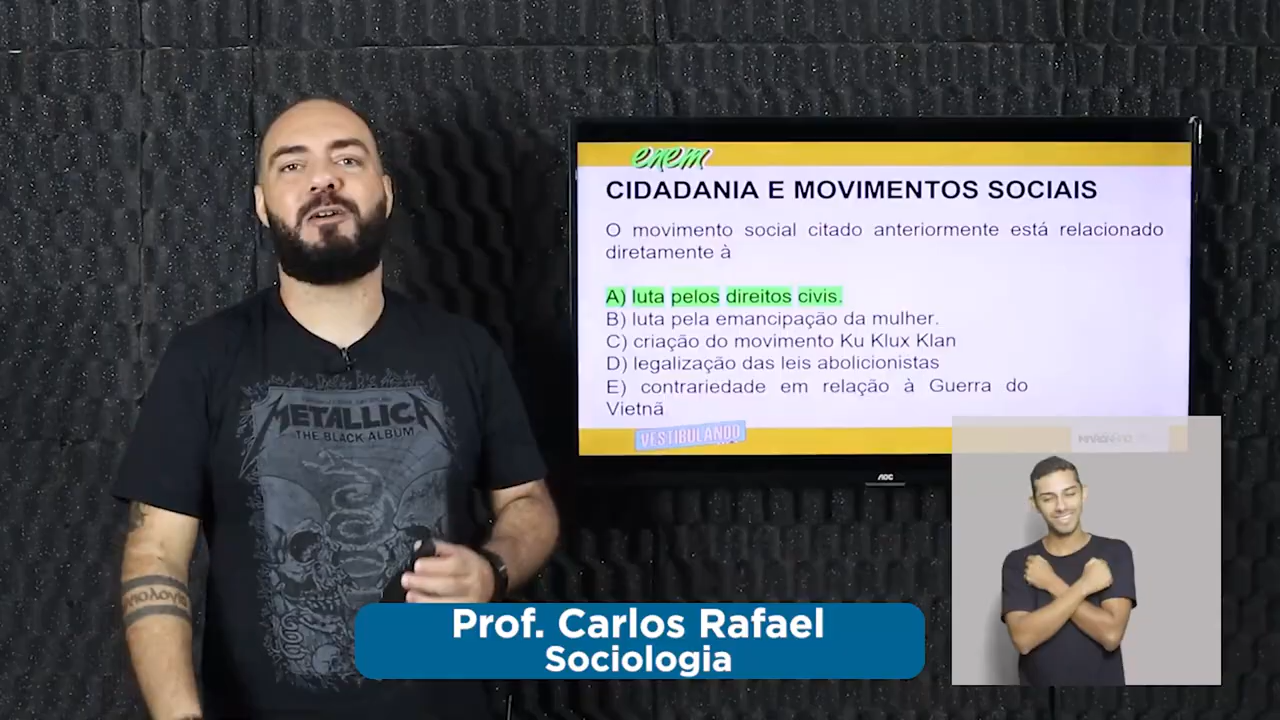 enem
CIDADANIA E MOVIMENTOS SOCIAIS
O movimento social citado anteriormente está relacionado
diretamente à
A) luta pelos direitos civis.
B) luta pela emancipação da mulher.
C) criação do movimento Ku Klux Klan
D) legalização das leis abolicionistas
E) contrariedade em relação à Guerra do
Vietnã
VESTIBULANDO
AOC
METALLICA
THE BLACK ALBUM
Prof. Carlos Rafael
Sociologia